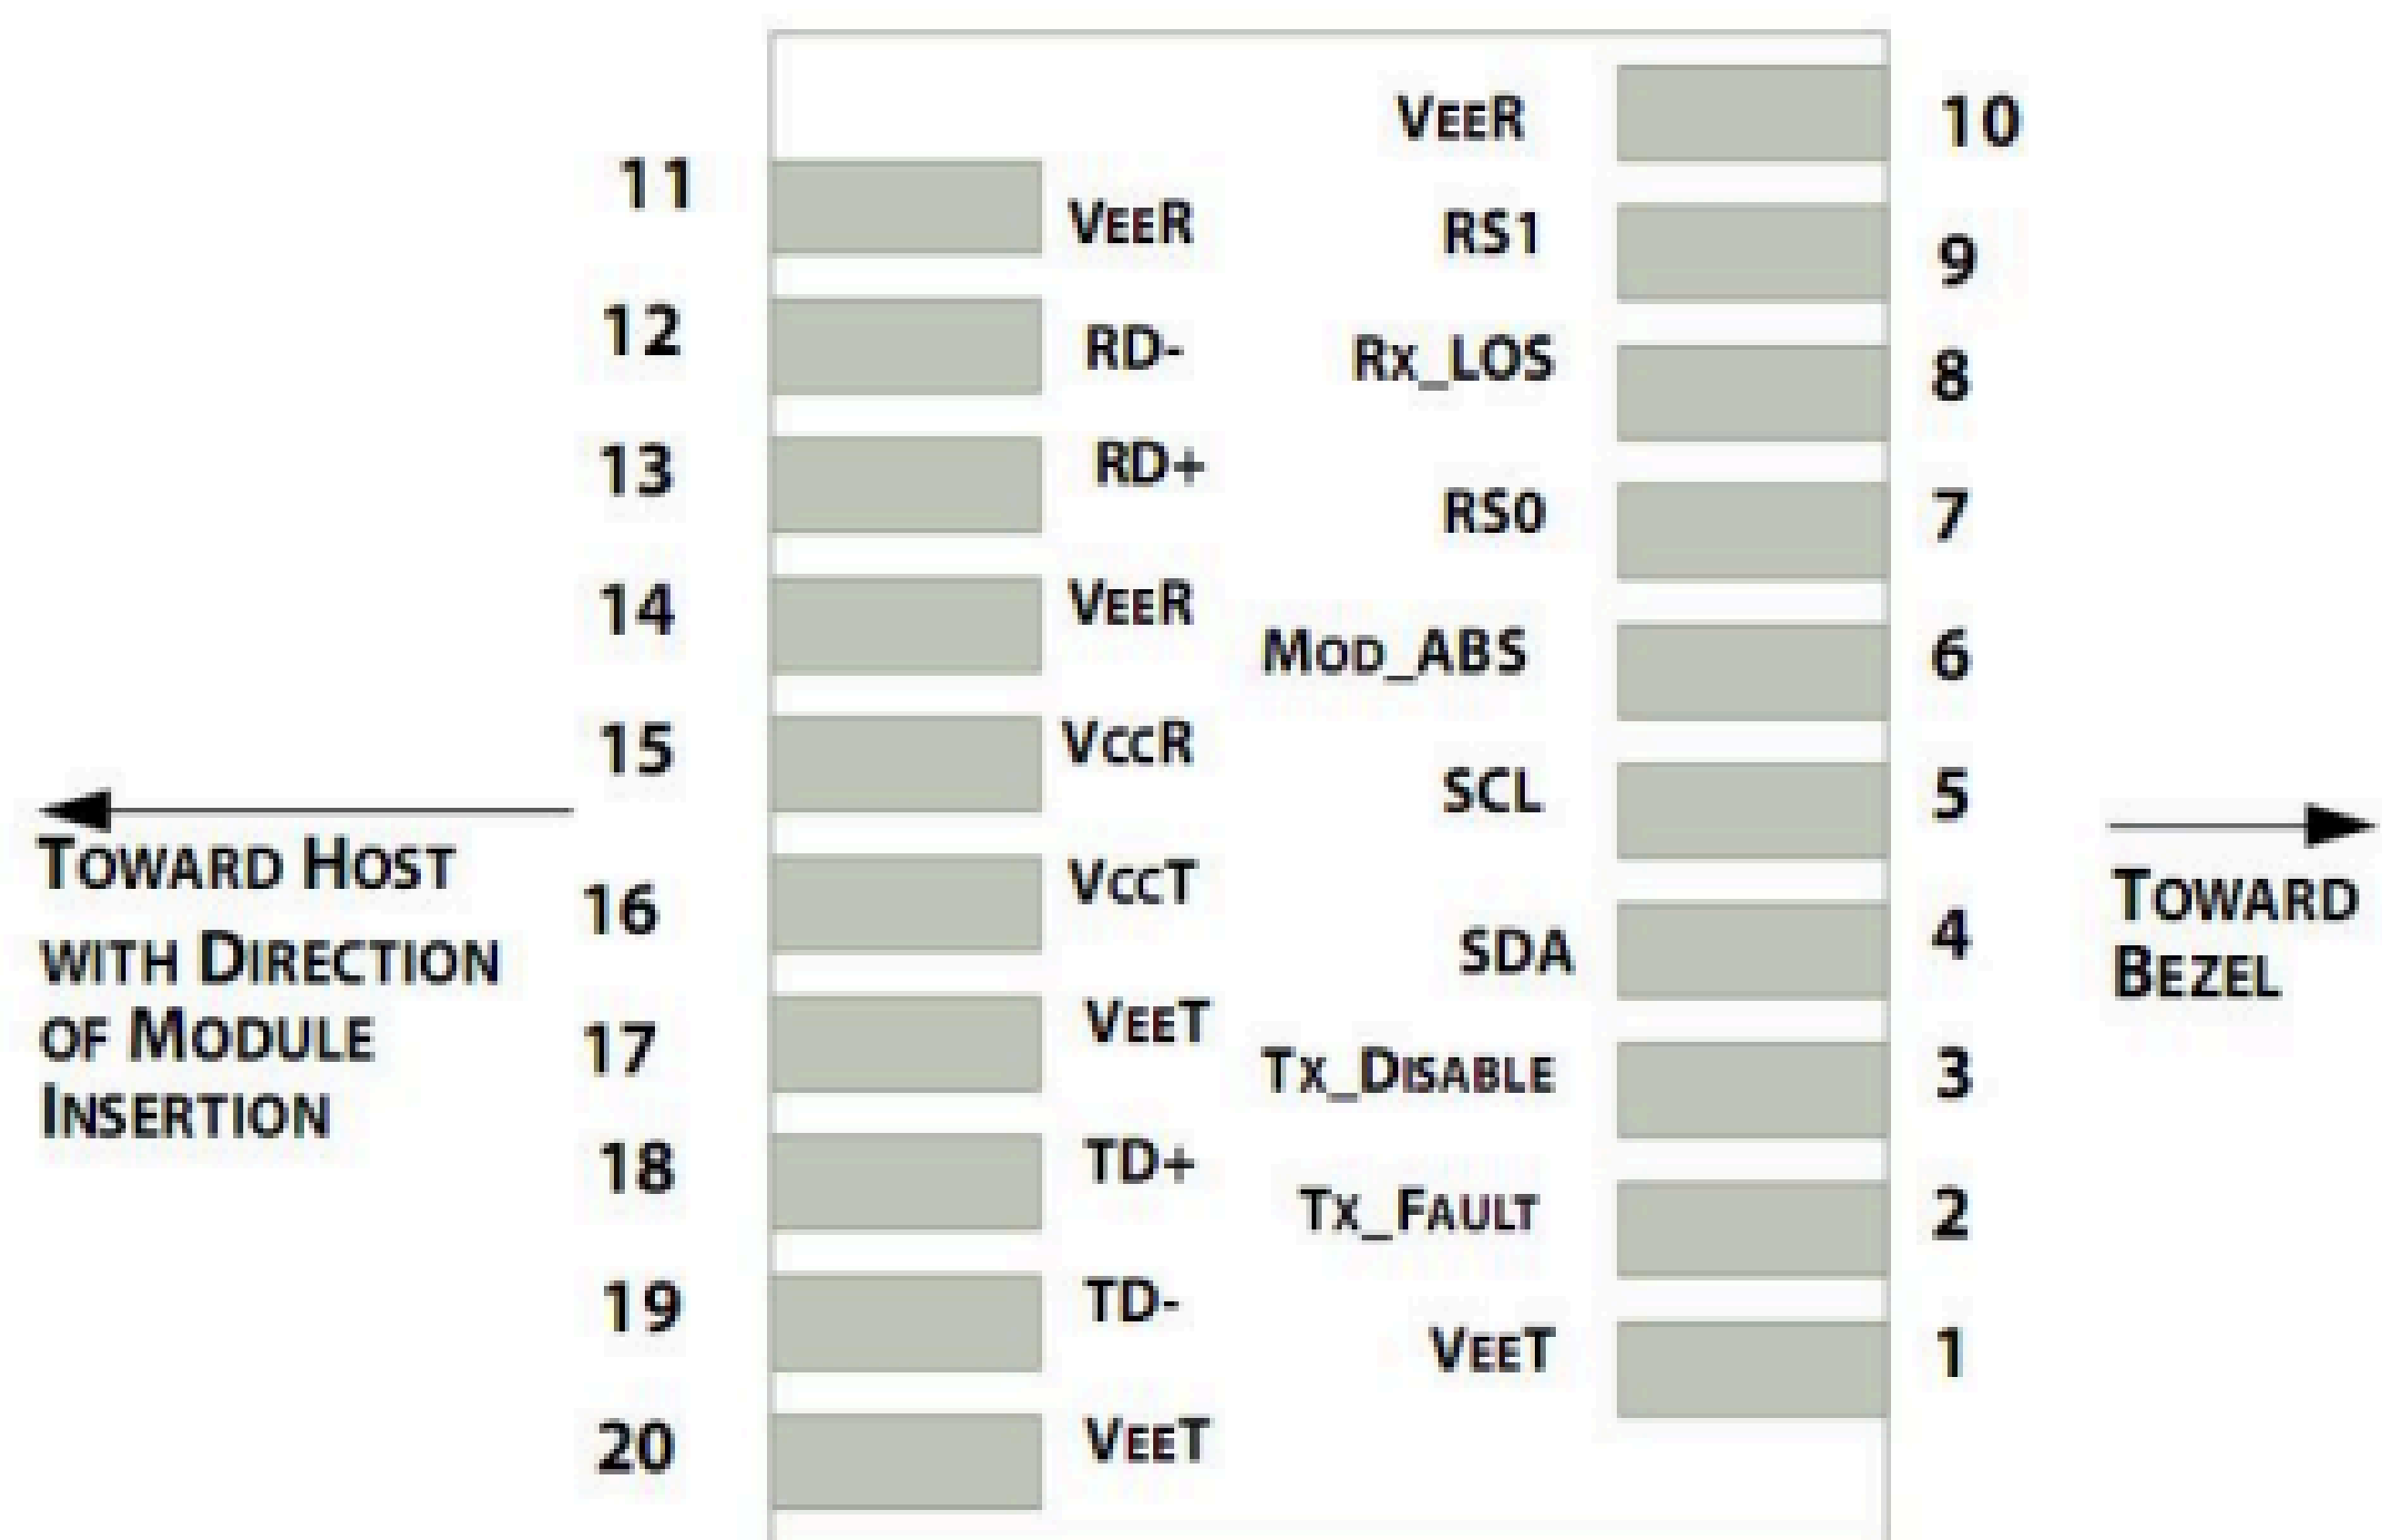 VEER 10
11 VEER
RS1 9
12 RD-
RX_LOS 8
13 RD+
RS0 7
14 VEER
MOD_ABS 6
15 VCCR
SCL 5
16 VCCT
SDA 4
17 VEET
TX_DISABLE 3
18 TD+
TX_FAULT 2
19 TD-
VEET 1
20 VEET
TOWARD HOST
WITH DIRECTION
OF MODULE
INSERTION
TOWARD
BEZEL